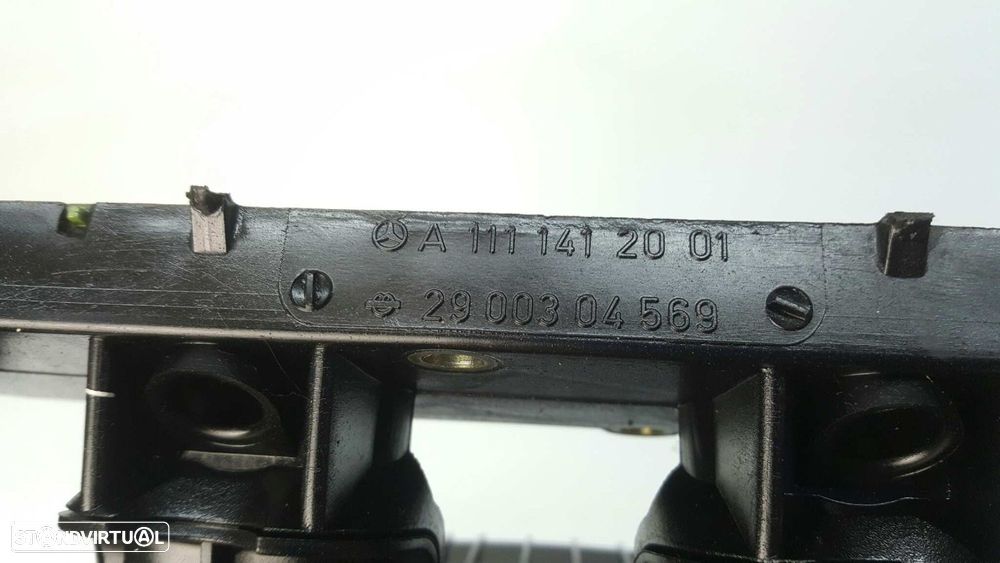 A 111 141 20 01
29 003 04 569
STANDVIRTUAL